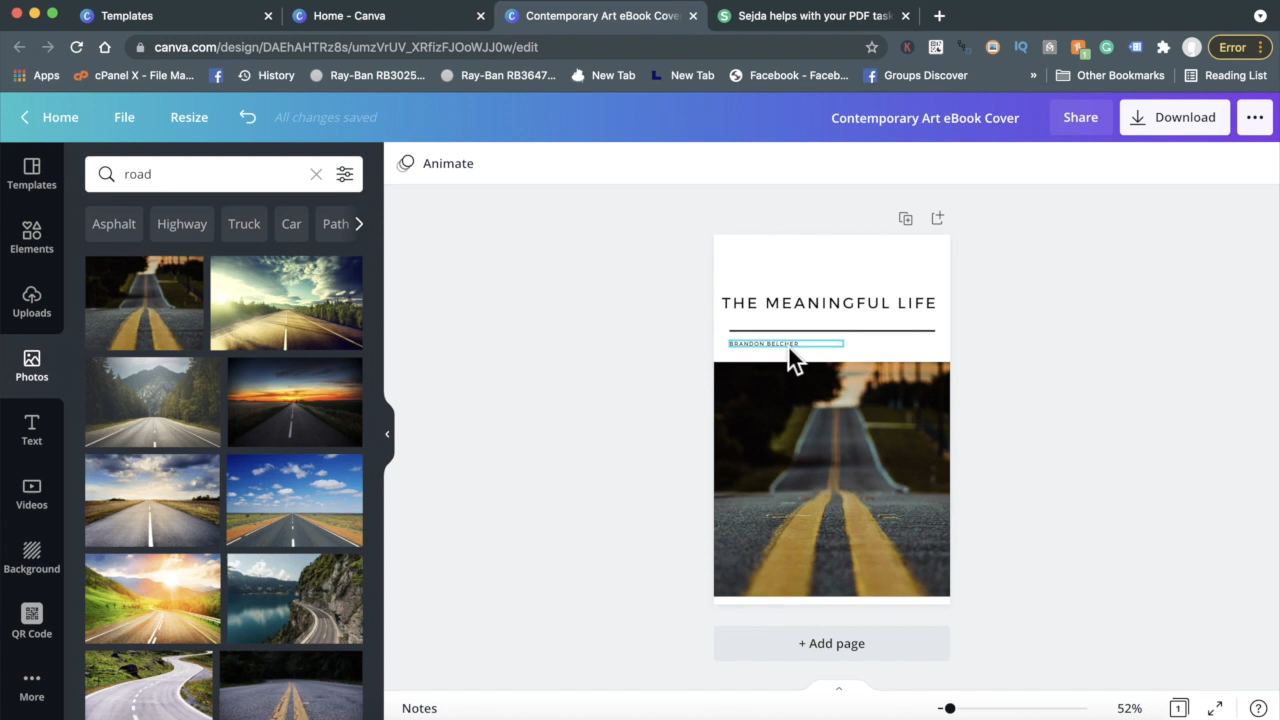 Templates
Home - Canva
Contemporary Art eBook Cove
Sejda helps with your PDF task
canva.com/design/DAEhAHTRz8s/umzVrUV_XRfizFJOoWJJ0w/edit
IQ
1
Error
Apps
cPanel X - File Ma...
History
Ray-Ban RB3025...
Ray-Ban RB3647...
New Tab
New Tab
Facebook - Faceb...
Groups Discover
»
Other Bookmarks
Reading List
Home
File
Resize
All changes saved
Contemporary Art eBook Cover
Share
Download
Templates
Elements
Uploads
Photos
Text
Videos
Background
QR Code
More
road
Asphalt
Highway
Truck
Car
Path
Animate
THE MEANINGFUL LIFE
BRANDON BELCHER
+ Add page
Notes
52%
1